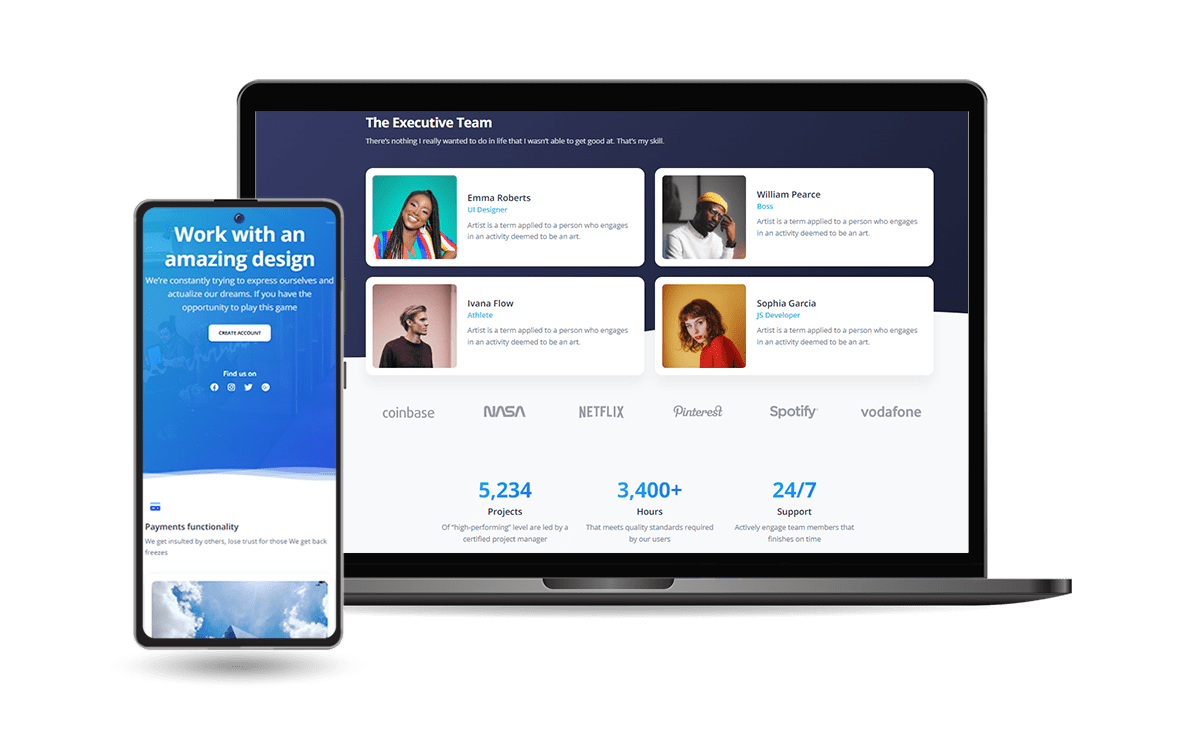 The Executive Team
There's nothing I really wanted to do in life that I wasn't able to get good at. That's my skill.
Emma Roberts
UI Designer
Artist is a term applied to a person who engages
in an activity deemed to be an art.
William Pearce
Boss
Artist is a term applied to a person who engages
in an activity deemed to be an art.
Ivana Flow
Athlete
Artist is a term applied to a person who engages
in an activity deemed to be an art.
Sophia Garcia
JS Developer
Artist is a term applied to a person who engages
in an activity deemed to be an art.
coinbase NASA NETFLIX Pinterest Spotify vodafone
5,234
Projects
Of "high-performing" level are led by a
certified project manager
3,400+
Hours
That meets quality standards required
by our users
24/7
Support
Actively engage team members that
finishes on time
Work with an
amazing design
We're constantly trying to express ourselves and
actualize our dreams. If you have the
opportunity to play this game
CREATE ACCOUNT
Find us on
Payments functionality
We get insulted by others, lose trust for those We get back
freezes